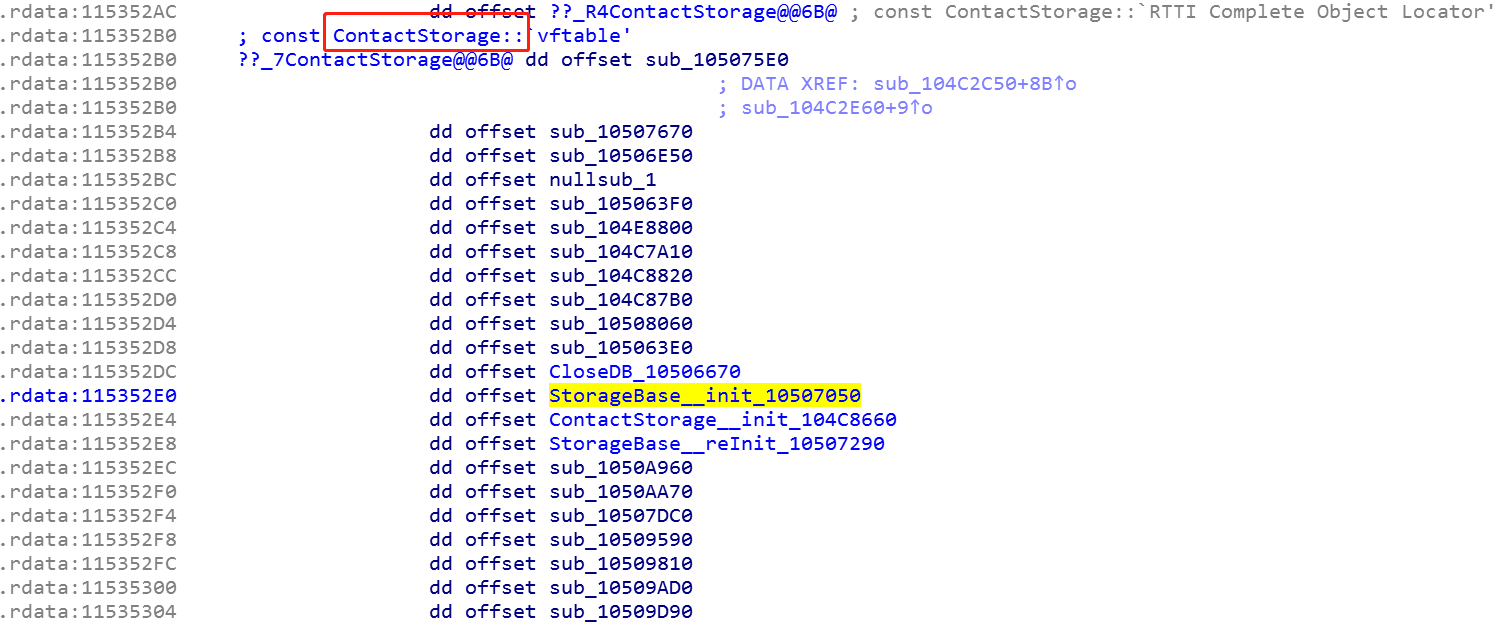 .rdata:115352AC dd offset ??_R4ContactStorage@@6B@ ; const ContactStorage::`RTTI Complete Object Locator'
.rdata:115352B0 ; const ContactStorage::`vftable'
.rdata:115352B0 ??_7ContactStorage@@6B@ dd offset sub_105075E0
.rdata:115352B0 ; DATA XREF: sub_104C2C50+8B↑o
.rdata:115352B0 ; sub_104C2E60+9↑o
.rdata:115352B4 dd offset sub_10507670
.rdata:115352B8 dd offset sub_10506E50
.rdata:115352BC dd offset nullsub_1
.rdata:115352C0 dd offset sub_105063F0
.rdata:115352C4 dd offset sub_104E8800
.rdata:115352C8 dd offset sub_104C7A10
.rdata:115352CC dd offset sub_104C8820
.rdata:115352D0 dd offset sub_104C87B0
.rdata:115352D4 dd offset sub_10508060
.rdata:115352D8 dd offset sub_105063E0
.rdata:115352DC dd offset CloseDB_10506670
.rdata:115352E0 dd offset StorageBase__init_10507050
.rdata:115352E4 dd offset ContactStorage__init_104C8660
.rdata:115352E8 dd offset StorageBase__reInit_10507290
.rdata:115352EC dd offset sub_1050A960
.rdata:115352F0 dd offset sub_1050AA70
.rdata:115352F4 dd offset sub_10507DC0
.rdata:115352F8 dd offset sub_10509590
.rdata:115352FC dd offset sub_10509810
.rdata:11535300 dd offset sub_10509AD0
.rdata:11535304 dd offset sub_10509D90